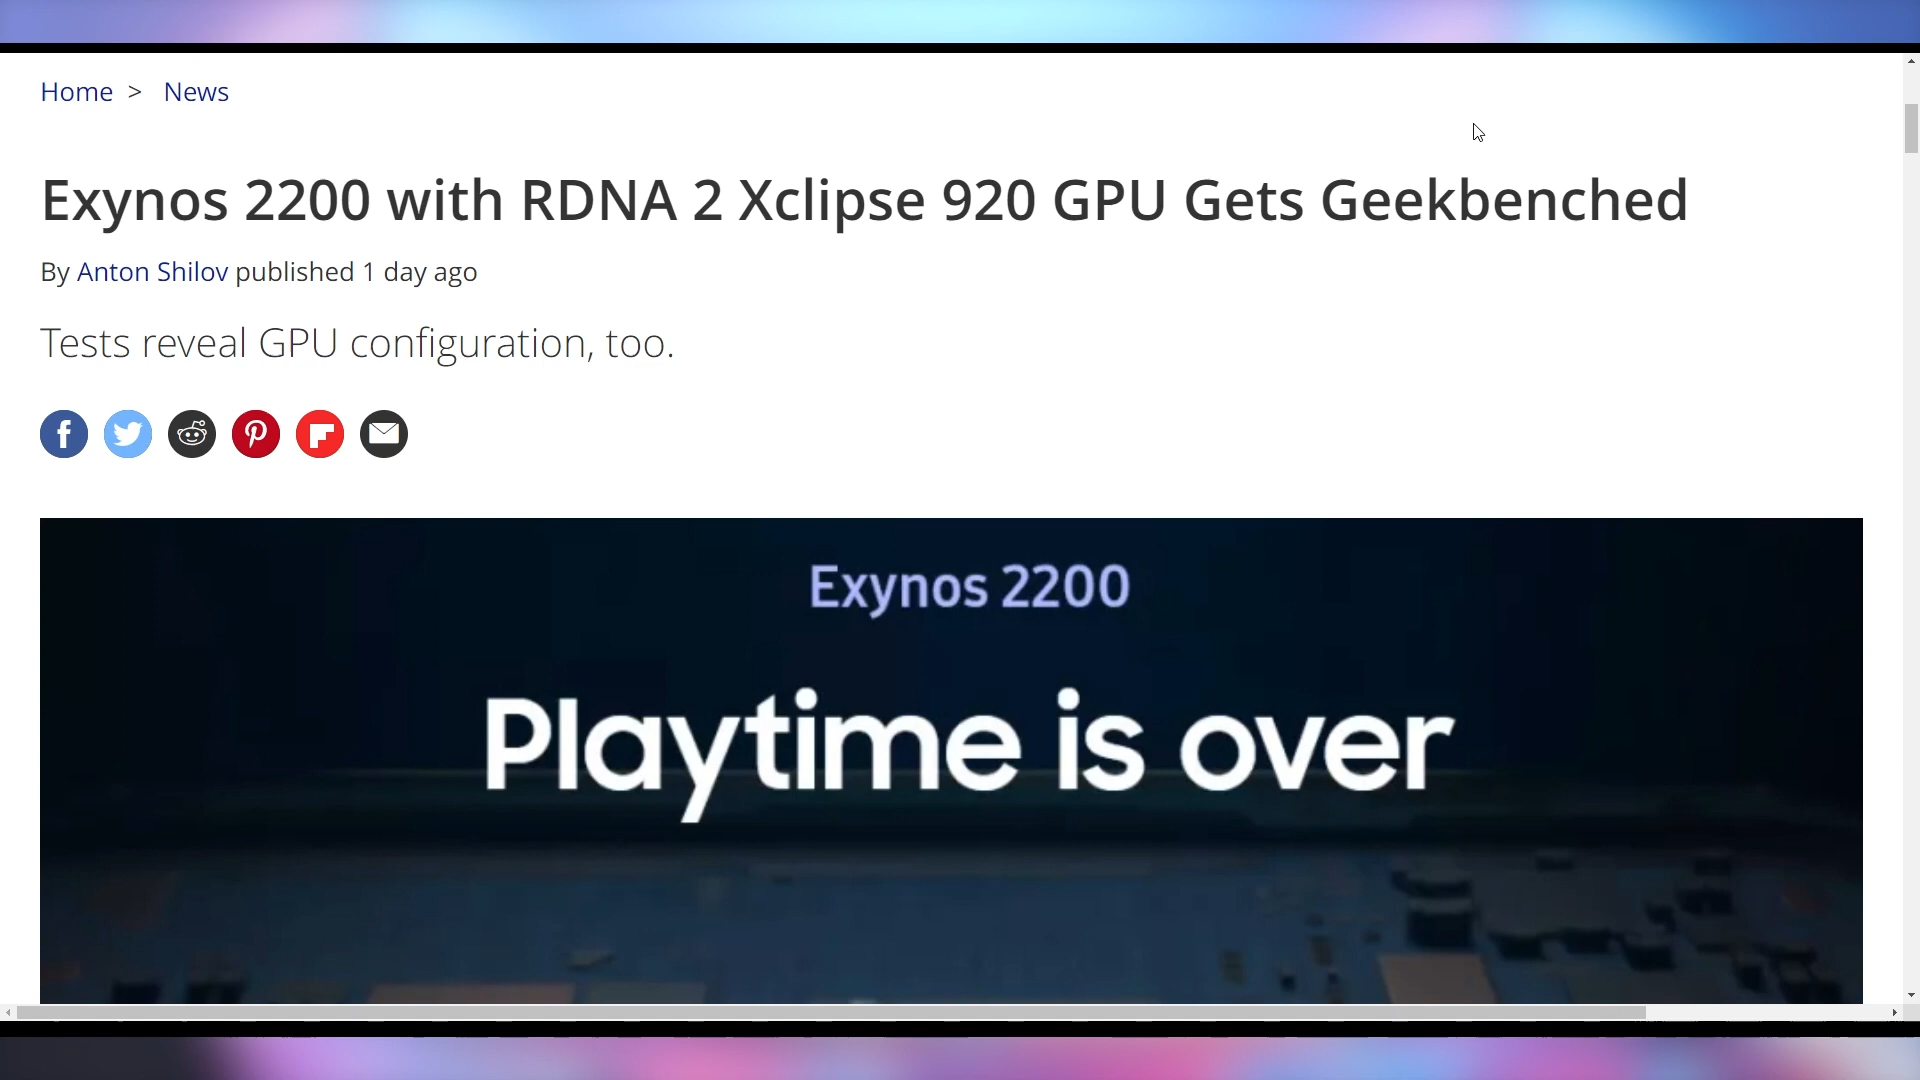 Home > News
Exynos 2200 with RDNA 2 Xclipse 920 GPU Gets Geekbenched
By Anton Shilov published 1 day ago
Tests reveal GPU configuration, too.
Exynos 2200
Playtime is over